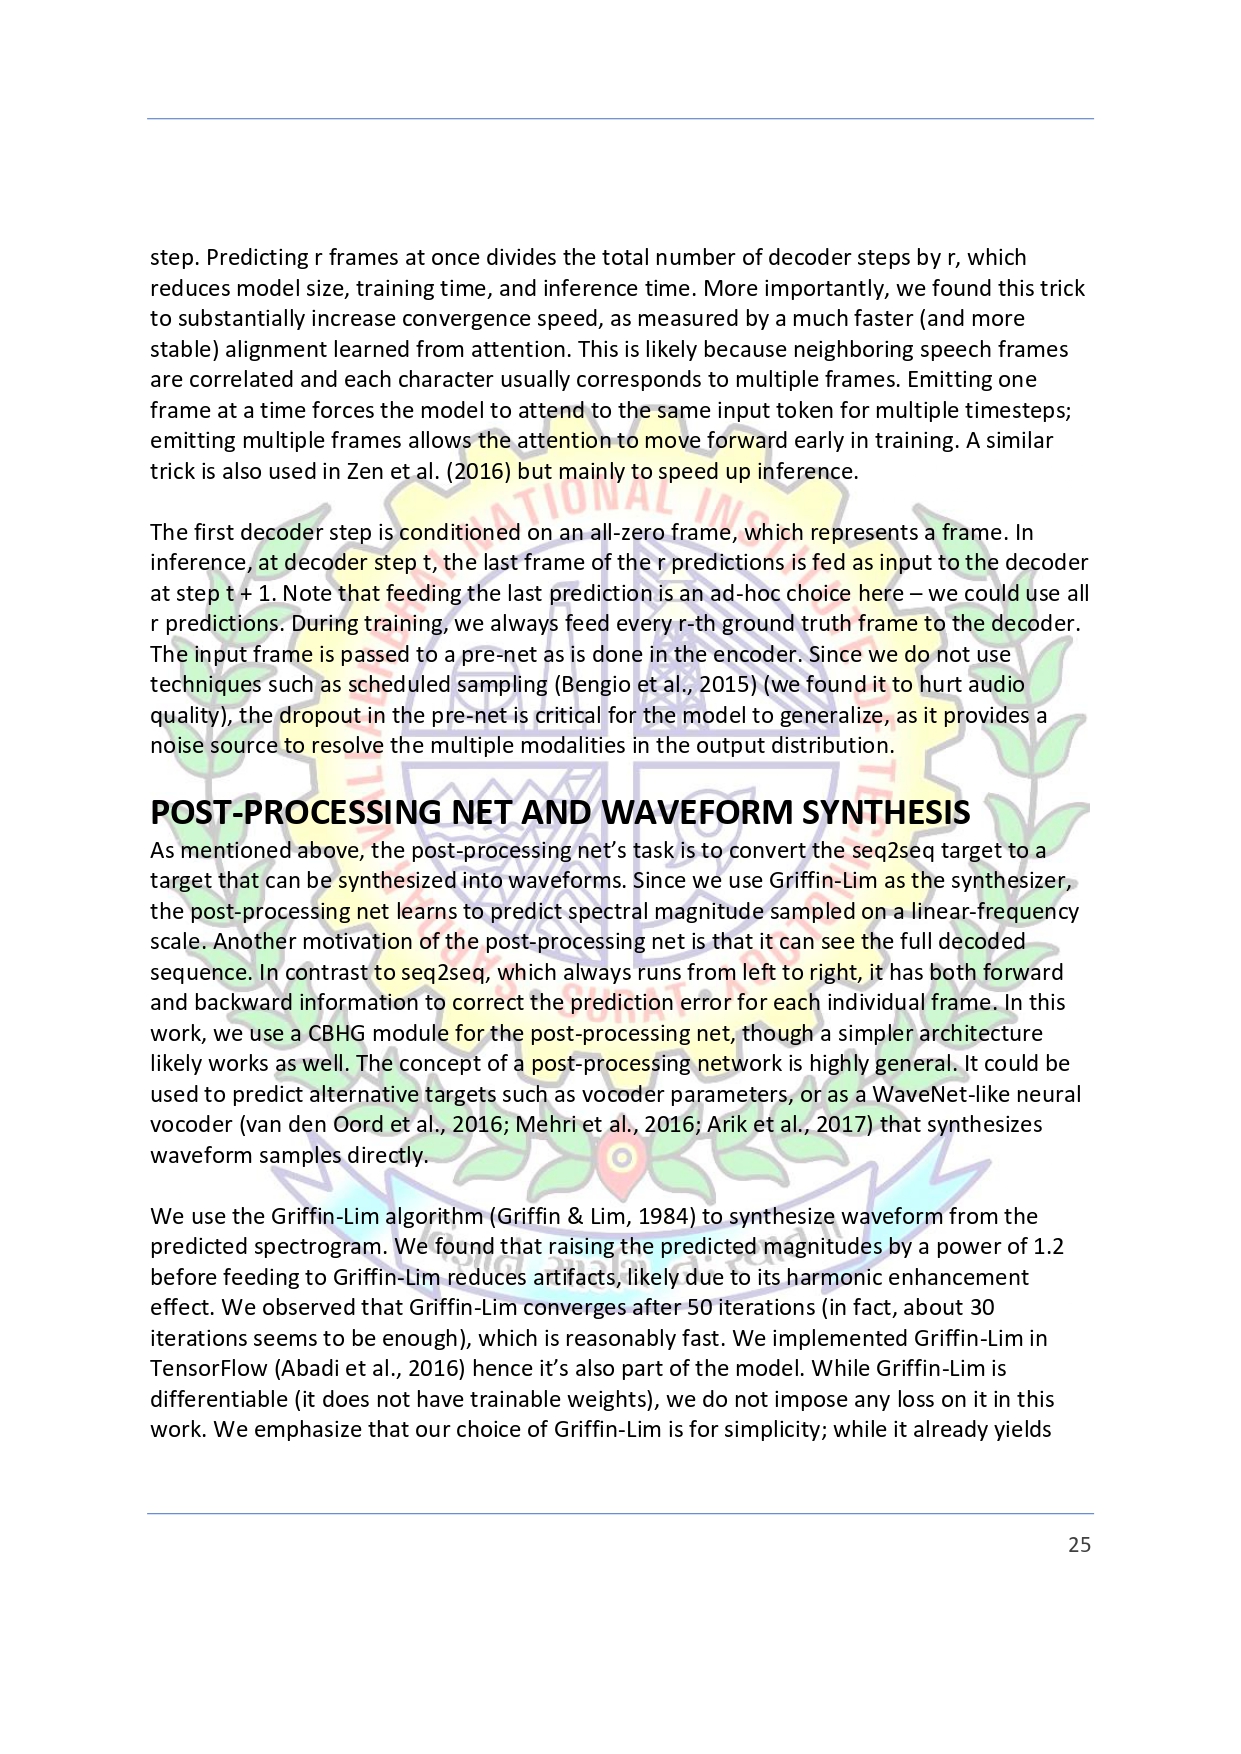 step. Predicting r frames at once divides the total number of decoder steps by r, which
reduces model size, training time, and inference time. More importantly, we found this trick
to substantially increase convergence speed, as measured by a much faster (and more
stable) alignment learned from attention. This is likely because neighboring speech frames
are correlated and each character usually corresponds to multiple frames. Emitting one
frame at a time forces the model to attend to the same input token for multiple timesteps;
emitting multiple frames allows the attention to move forward early in training. A similar
trick is also used in Zen et al. (2016) but mainly to speed up inference.
The first decoder step is conditioned on an all-zero frame, which represents a frame. In
inference, at decoder step t, the last frame of the r predictions is fed as input to the decoder
at step t + 1. Note that feeding the last prediction is an ad-hoc choice here – we could use all
r predictions. During training, we always feed every r-th ground truth frame to the decoder.
The input frame is passed to a pre-net as is done in the encoder. Since we do not use
techniques such as scheduled sampling (Bengio et al., 2015) (we found it to hurt audio
quality), the dropout in the pre-net is critical for the model to generalize, as it provides a
noise source to resolve the multiple modalities in the output distribution.
POST-PROCESSING NET AND WAVEFORM SYNTHESIS
As mentioned above, the post-processing net’s task is to convert the seq2seq target to a
target that can be synthesized into waveforms. Since we use Griffin-Lim as the synthesizer,
the post-processing net learns to predict spectral magnitude sampled on a linear-frequency
scale. Another motivation of the post-processing net is that it can see the full decoded
sequence. In contrast to seq2seq, which always runs from left to right, it has both forward
and backward information to correct the prediction error for each individual frame. In this
work, we use a CBHG module for the post-processing net, though a simpler architecture
likely works as well. The concept of a post-processing network is highly general. It could be
used to predict alternative targets such as vocoder parameters, or as a WaveNet-like neural
vocoder (van den Oord et al., 2016; Mehri et al., 2016; Arik et al., 2017) that synthesizes
waveform samples directly.
We use the Griffin-Lim algorithm (Griffin & Lim, 1984) to synthesize waveform from the
predicted spectrogram. We found that raising the predicted magnitudes by a power of 1.2
before feeding to Griffin-Lim reduces artifacts, likely due to its harmonic enhancement
effect. We observed that Griffin-Lim converges after 50 iterations (in fact, about 30
iterations seems to be enough), which is reasonably fast. We implemented Griffin-Lim in
TensorFlow (Abadi et al., 2016) hence it’s also part of the model. While Griffin-Lim is
differentiable (it does not have trainable weights), we do not impose any loss on it in this
work. We emphasize that our choice of Griffin-Lim is for simplicity; while it already yields
25
SARDAR VALLABHBHAI NATIONAL INSTITUTE OF TECHNOLOGY
SURAT